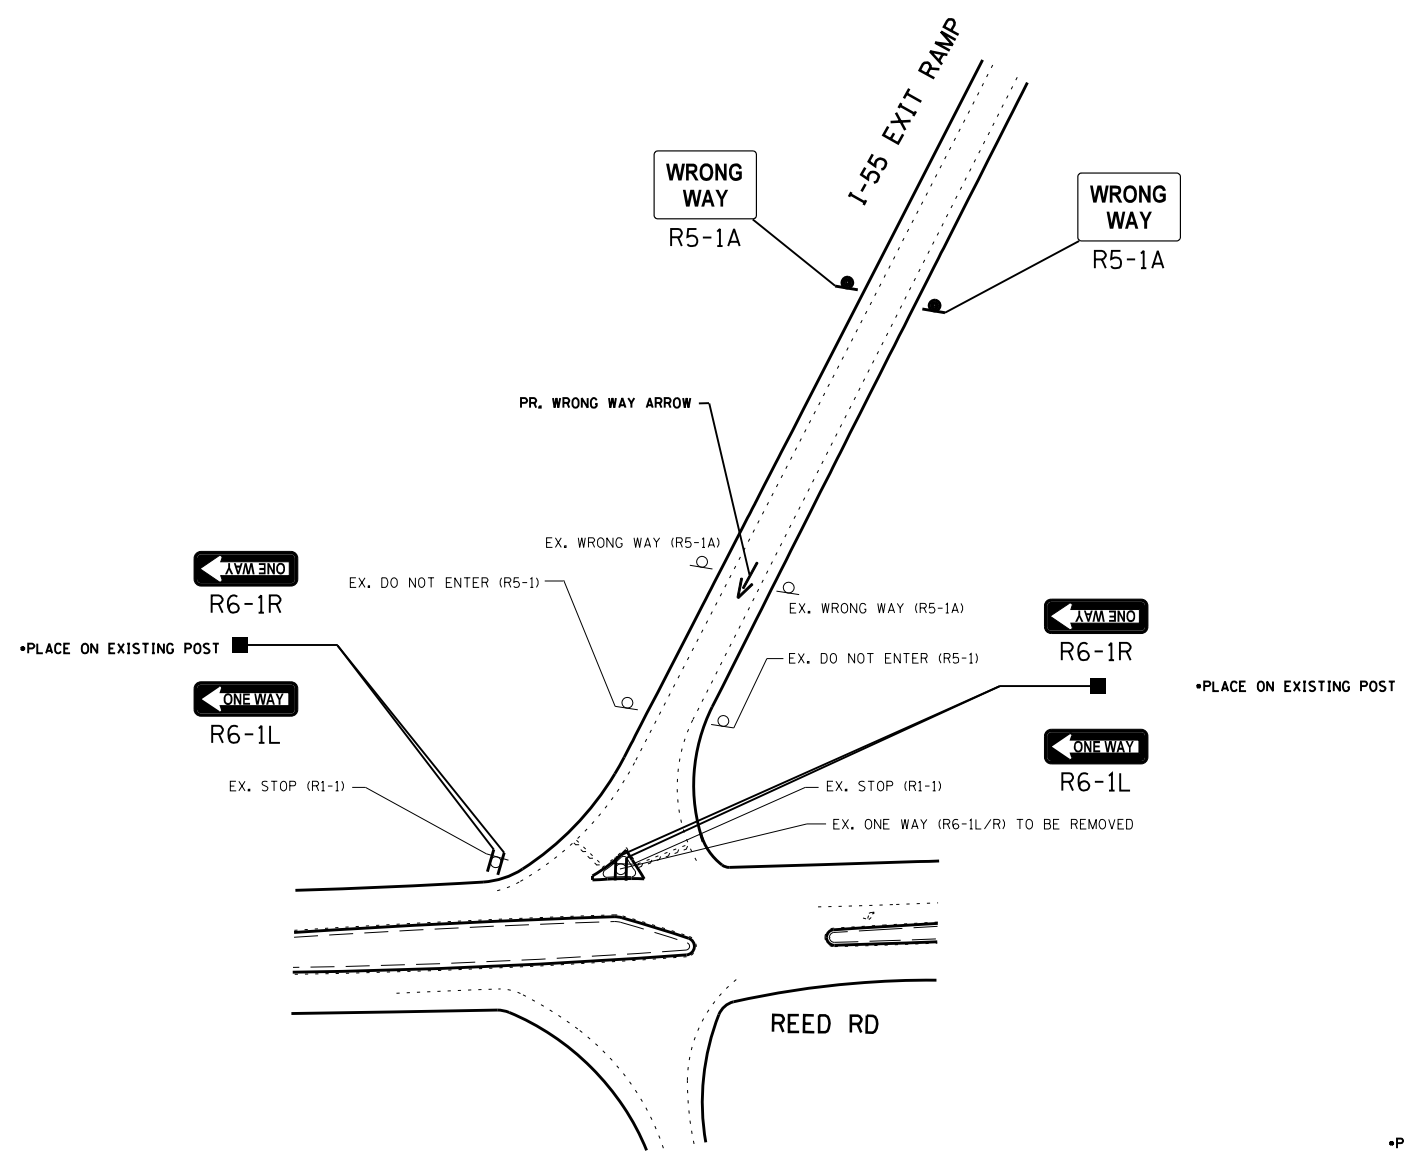 I-55 EXIT RAMP
WRONG
WAY
R5-1A
WRONG
WAY
R5-1A
PR. WRONG WAY ARROW
EX. WRONG WAY (R5-1A)
EX. DO NOT ENTER (R5-1)
ONE WAY
R6-1R
•PLACE ON EXISTING POST
ONE WAY
R6-1L
EX. STOP (R1-1)
EX. WRONG WAY (R5-1A)
ONE WAY
R6-1R
EX. DO NOT ENTER (R5-1)
•PLACE ON EXISTING POST
ONE WAY
R6-1L
EX. STOP (R1-1)
EX. ONE WAY (R6-1L/R) TO BE REMOVED
REED RD
•P